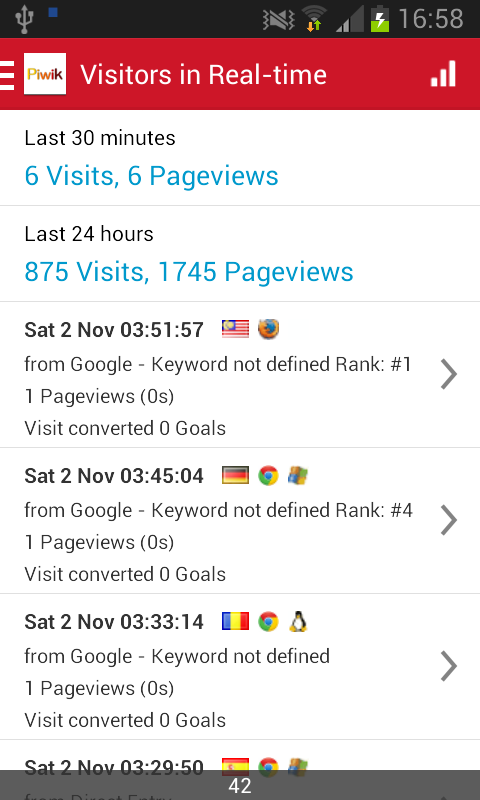 16:58
Piwik Visitors in Real-time
Last 30 minutes
6 Visits, 6 Pageviews
Last 24 hours
875 Visits, 1745 Pageviews
Sat 2 Nov 03:51:57
from Google - Keyword not defined Rank: #1
1 Pageviews (0s)
Visit converted 0 Goals
Sat 2 Nov 03:45:04
from Google - Keyword not defined Rank: #4
1 Pageviews (0s)
Visit converted 0 Goals
Sat 2 Nov 03:33:14
from Google - Keyword not defined
1 Pageviews (0s)
Visit converted 0 Goals
Sat 2 Nov 03:29:50
42
from Direct Entry